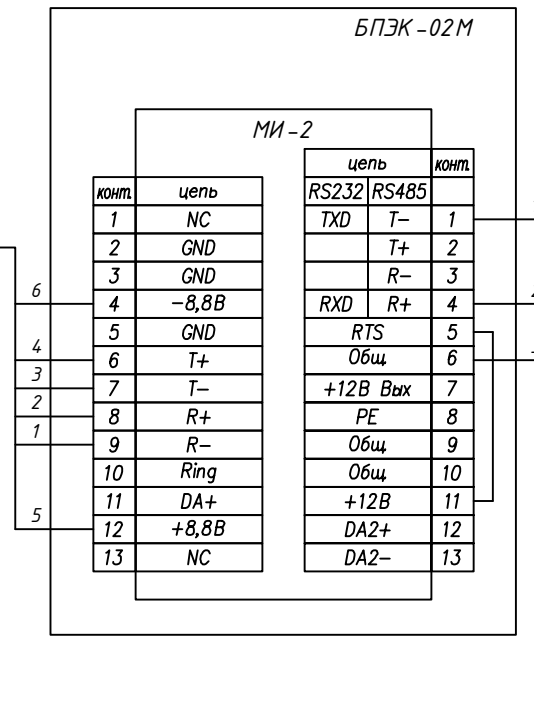 БПЭК-02М
МИ-2
цепь конт.
конт. цепь RS232 RS485
1 NC TXD T- 1
2 GND T+ 2
3 GND R- 3
6 4 -8,8В RXD R+ 4
5 GND RTS 5
4 6 T+ Общ. 6
3 7 T- +12В Вых 7
2 8 R+ PE 8
1 9 R- Общ. 9
10 Ring Общ. 10
11 DA+ +12В 11
5 12 +8,8В DA2+ 12
13 NC DA2- 13